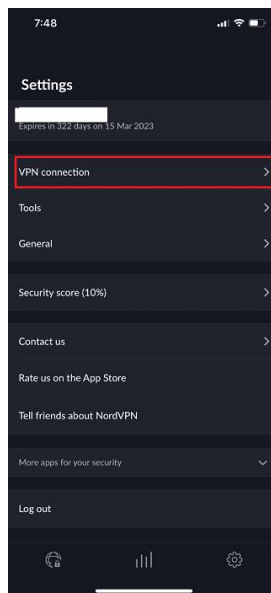 7:48
Settings
Expires in 322 days on 15 Mar 2023
VPN connection
Tools
General
Security score (10%)
Contact us
Rate us on the App Store
Tell friends about NordVPN
More apps for your security
Log out